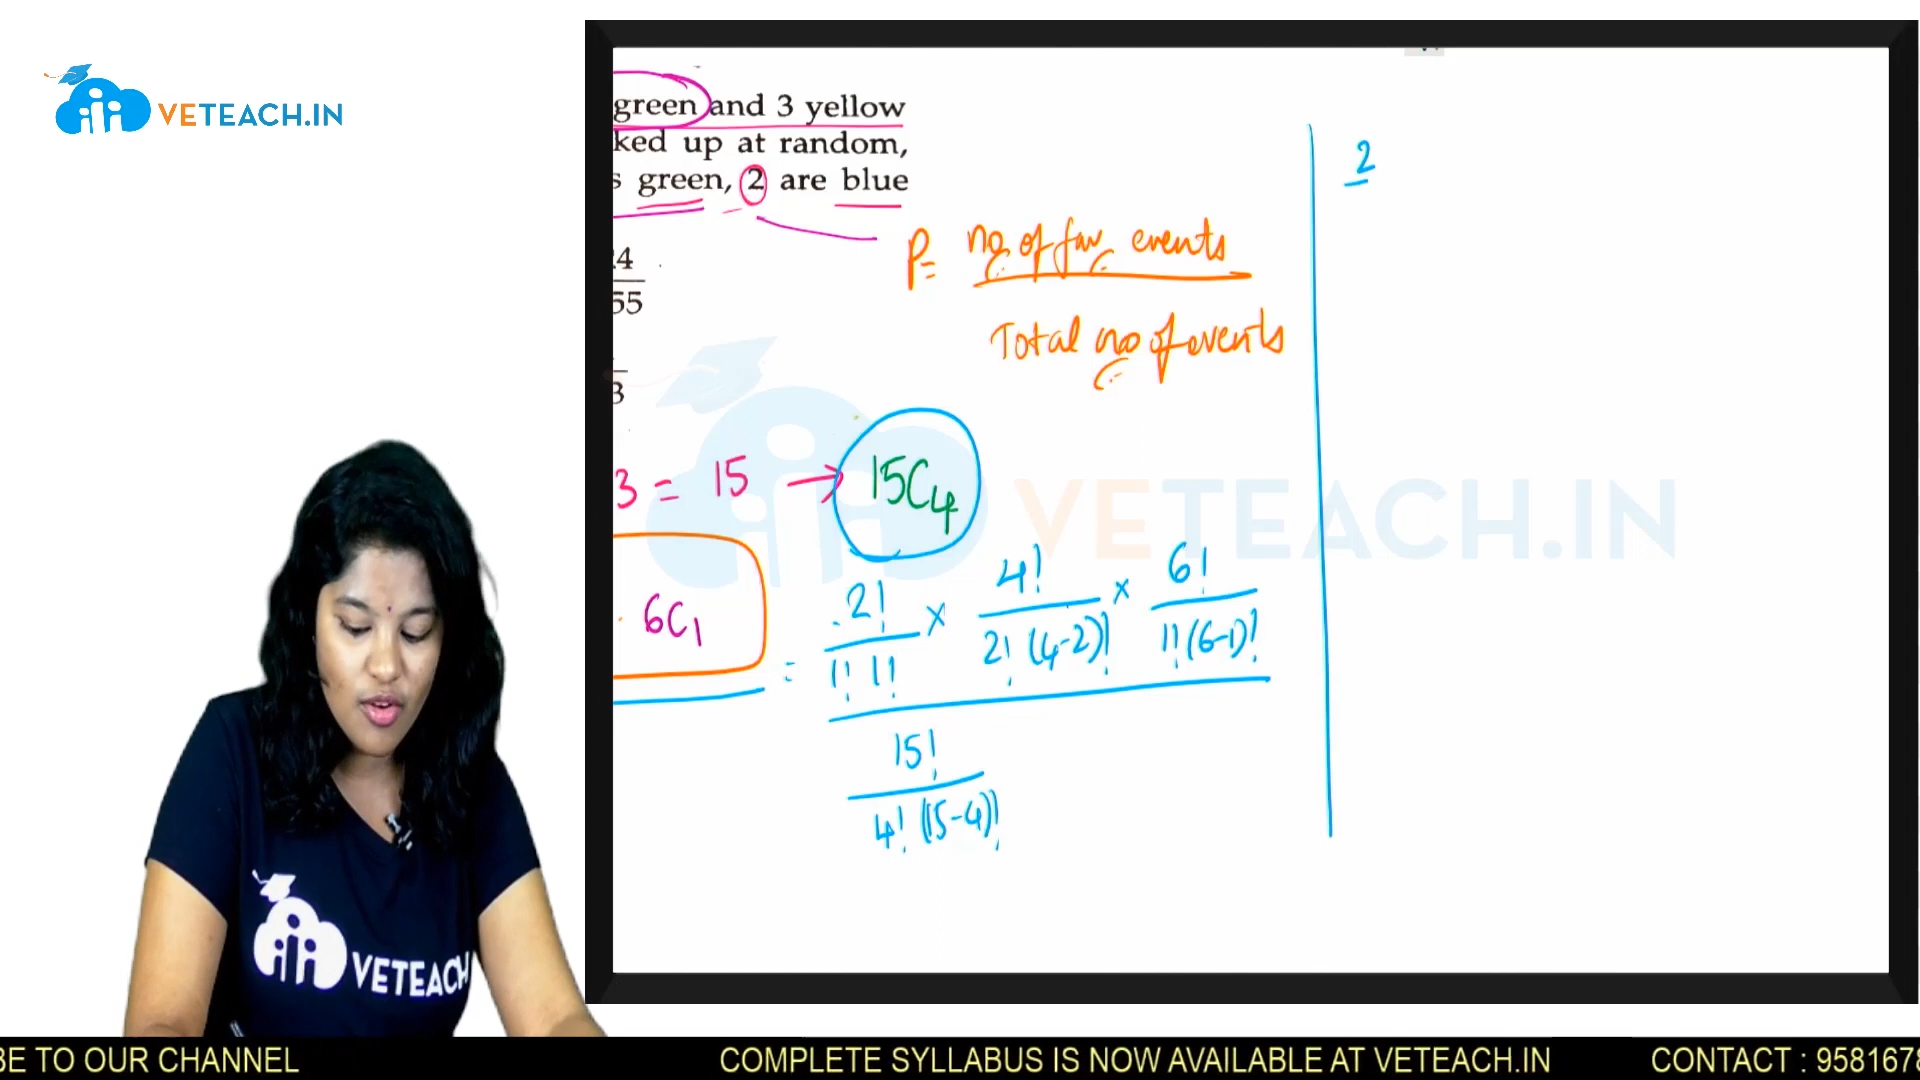 VETEACH.IN
green and 3 yellow
ked up at random,
s green, 2 are blue
4
55
3
P = no of fav events
Total no of events
3 = 15 → 15C4
6C1
= 2! / 1! 1! × 4! / 2! (4-2)! × 6! / 1! (6-1)!
15! / 4! (15-4)!
2
VETEACH.IN
VETEACH
BE TO OUR CHANNEL
COMPLETE SYLLABUS IS NOW AVAILABLE AT VETEACH.IN
CONTACT : 958167